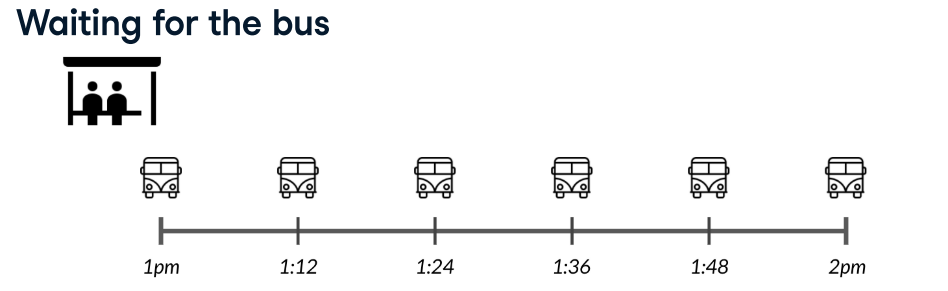 Waiting for the bus
1pm 1:12 1:24 1:36 1:48 2pm